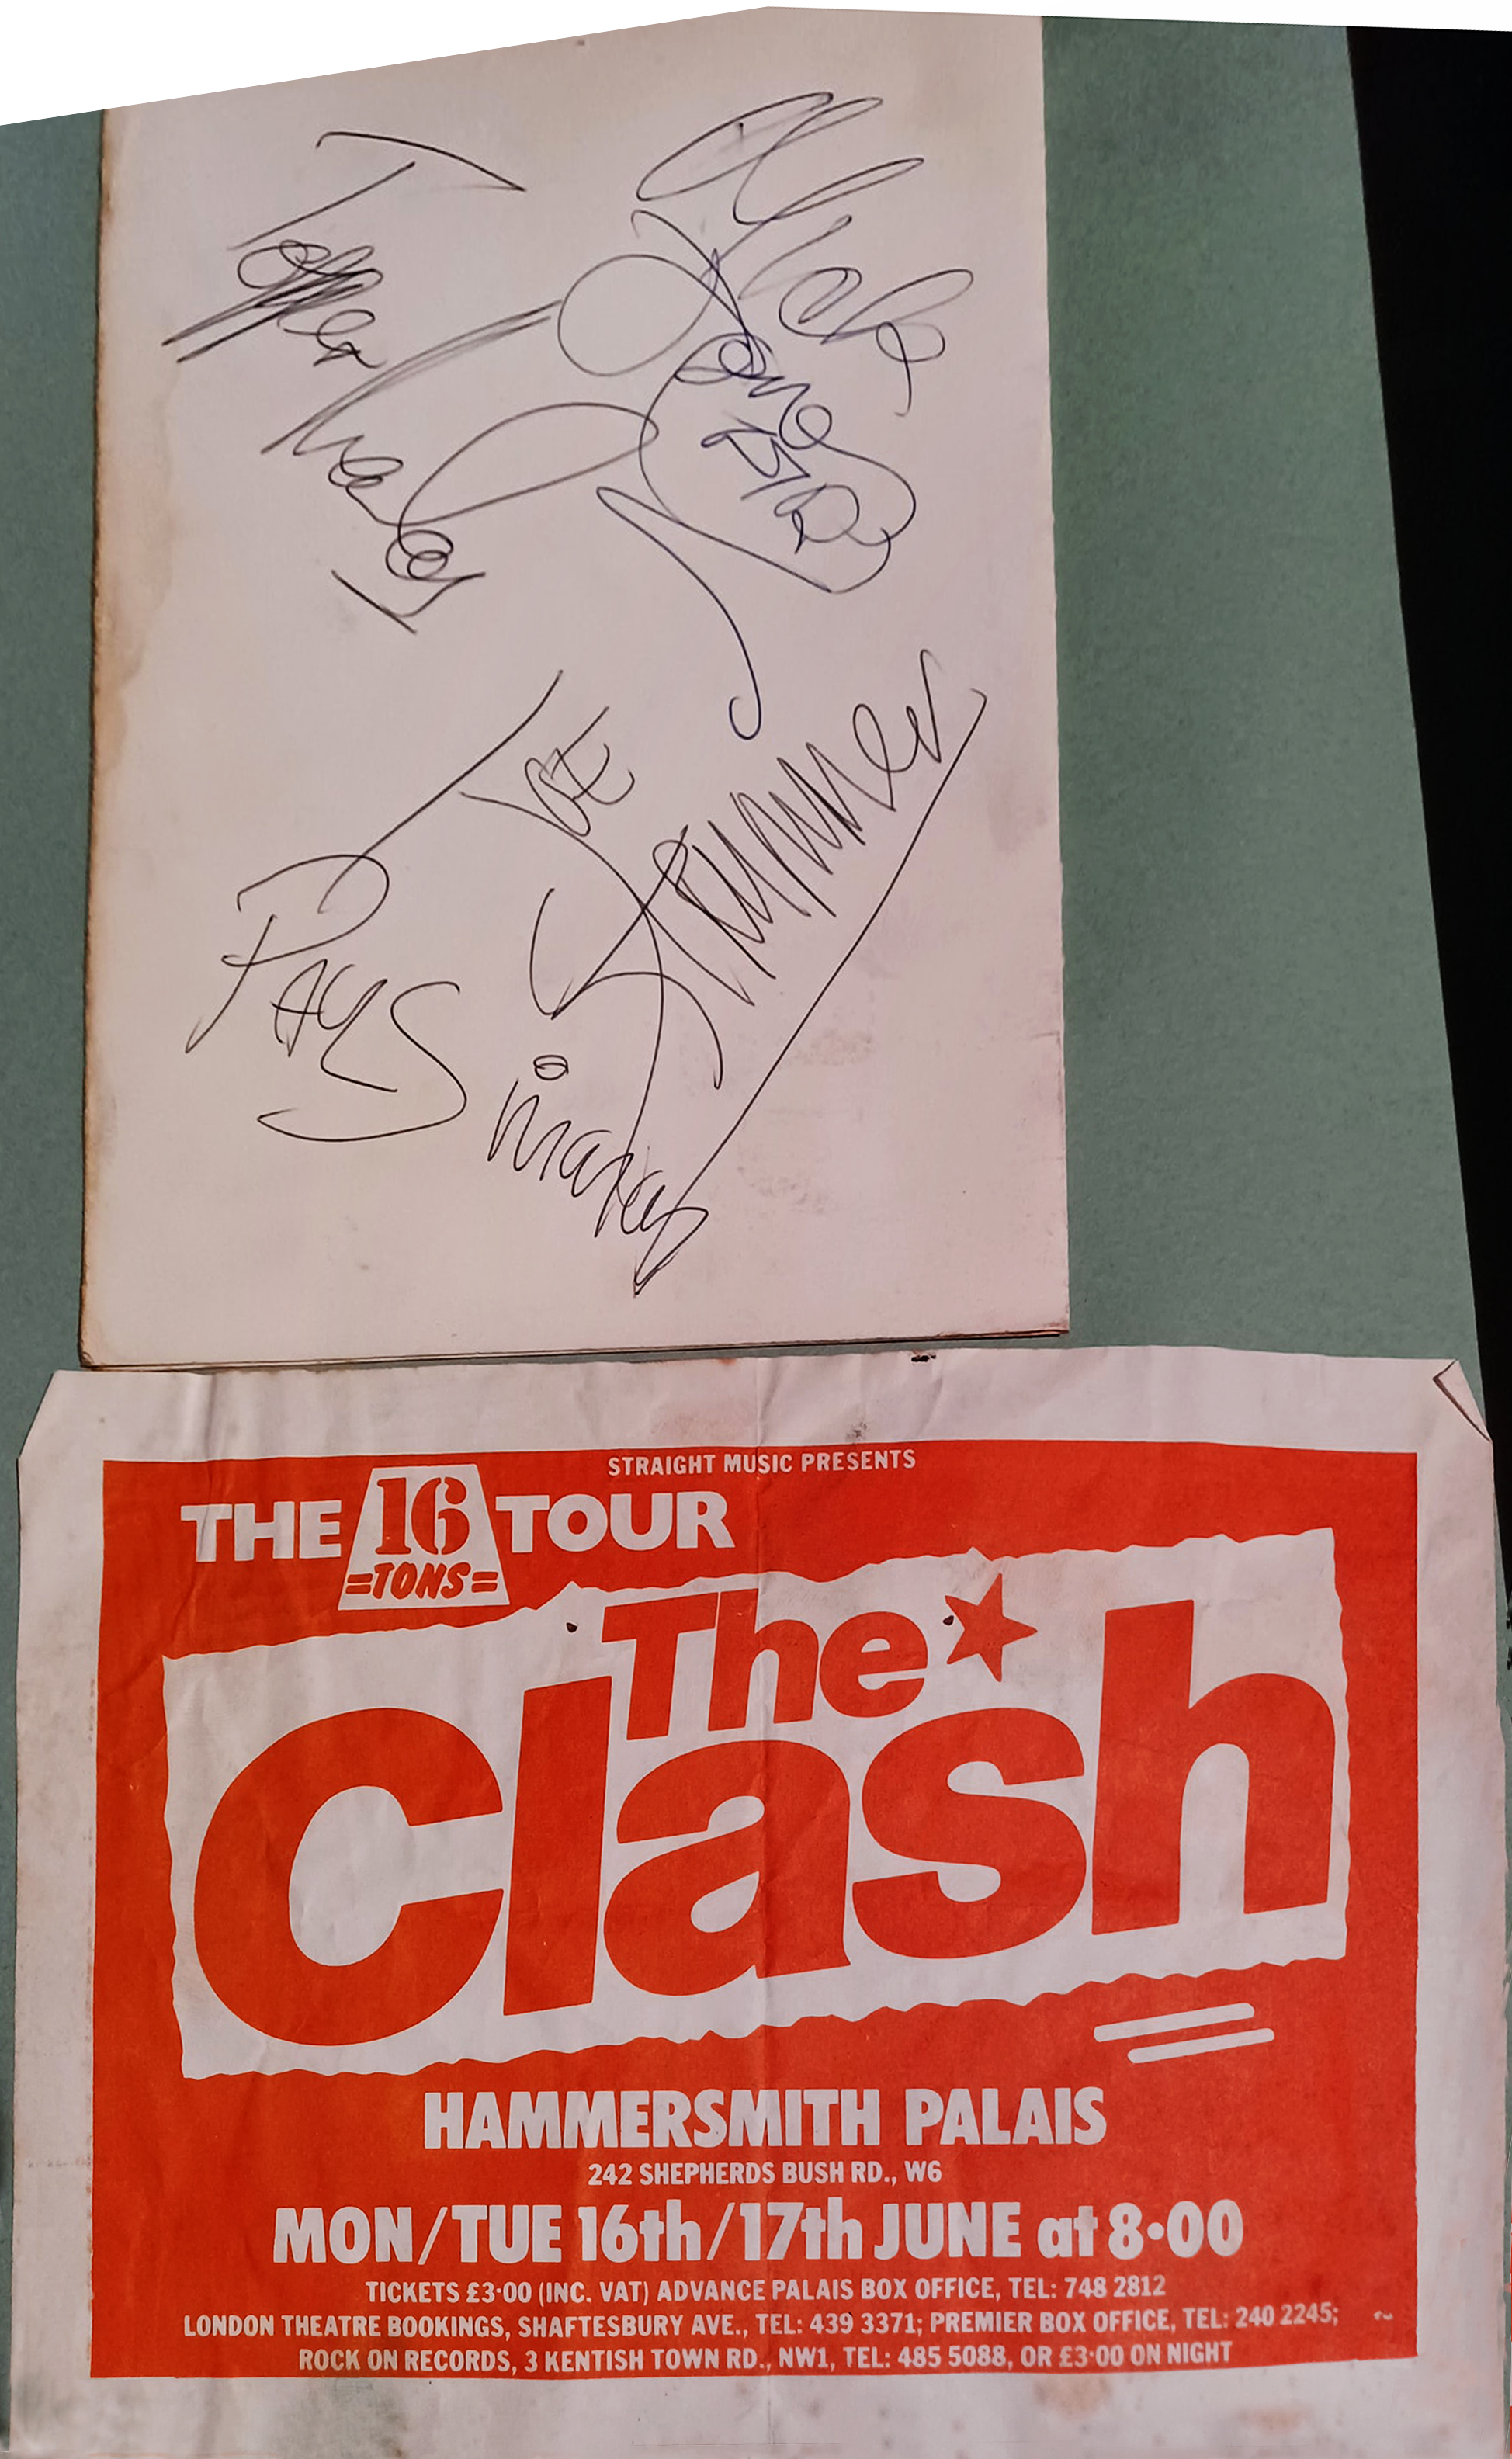 Topper
Headon
Mick
Jones
B/D
JOE
STRUMMER
PAUL
Simonon
STRAIGHT MUSIC PRESENTS
THE 16 TOUR
=TONS=
The
Clash
HAMMERSMITH PALAIS
242 SHEPHERDS BUSH RD., W6
MON/TUE 16th/17th JUNE at 8·00
TICKETS £3·00 (INC. VAT) ADVANCE PALAIS BOX OFFICE, TEL: 748 2812
LONDON THEATRE BOOKINGS, SHAFTESBURY AVE., TEL: 439 3371; PREMIER BOX OFFICE, TEL: 240 2245;
ROCK ON RECORDS, 3 KENTISH TOWN RD., NW1, TEL: 485 5088, OR £3·00 ON NIGHT